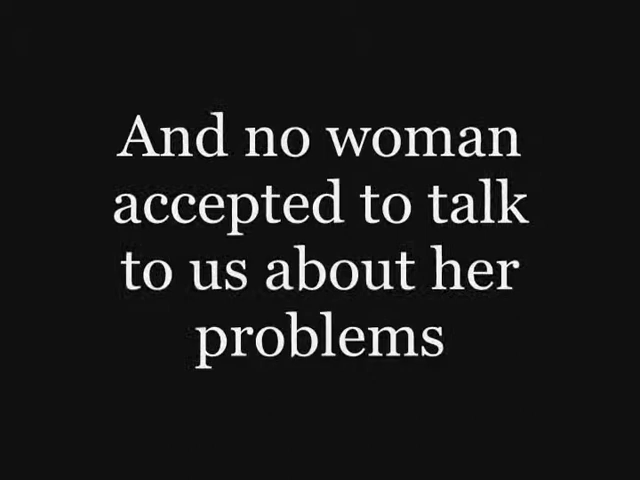 And no woman
accepted to talk
to us about her
problems